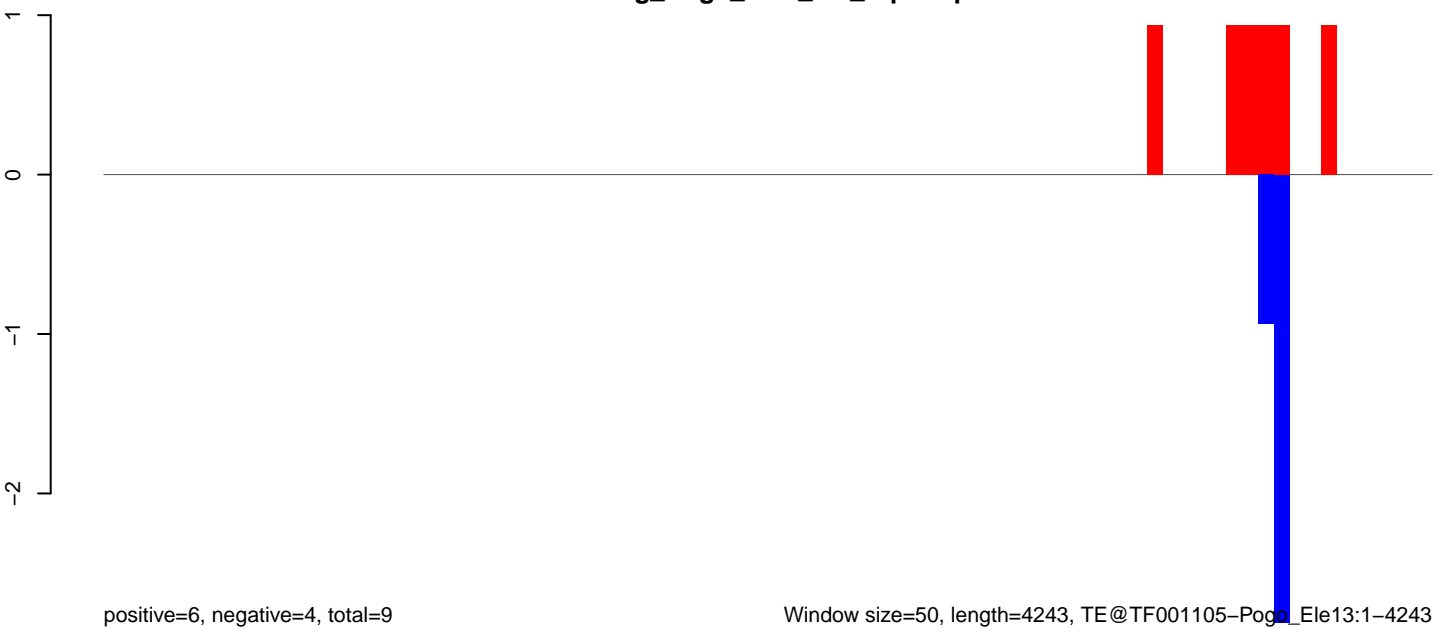 1
0
−1
−2
positive=6, negative=4, total=9
Window size=50, length=4243, TE@TF001105−Pogo_Ele13:1−4243